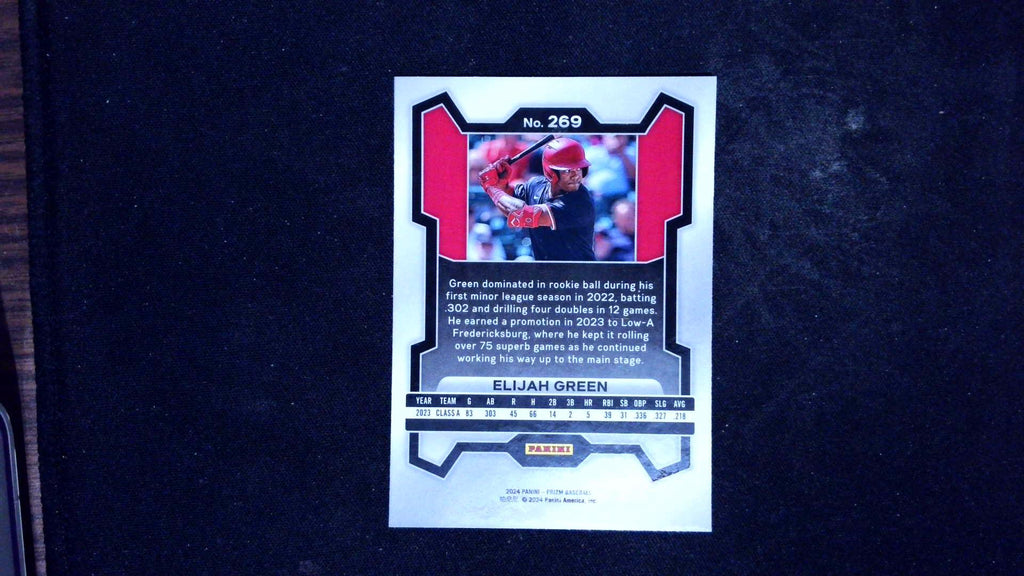 No. 269
Green dominated in rookie ball during his
first minor league season in 2022, batting
.302 and drilling four doubles in 12 games.
He earned a promotion in 2023 to Low-A
Fredericksburg, where he kept it rolling
over 75 superb games as he continued
working his way up to the main stage.
ELIJAH GREEN
YEAR TEAM G AB R H 2B 3B HR RBI SB OBP SLG AVG
2023 CLASS A 83 303 45 66 14 2 5 39 31 .336 .327 .218
PANINI
2024 PANINI – PRIZM BASEBALL
© 2024 Panini America, Inc.